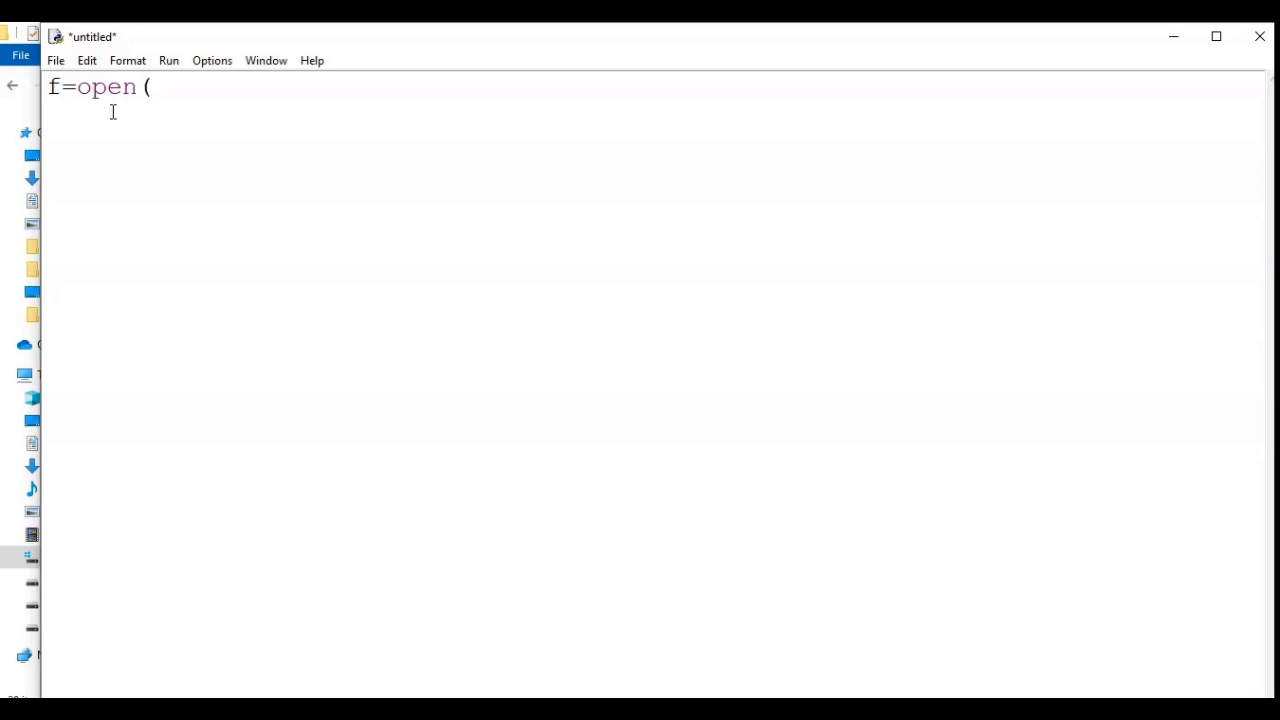 *untitled*
File
File Edit Format Run Options Window Help
f=open(